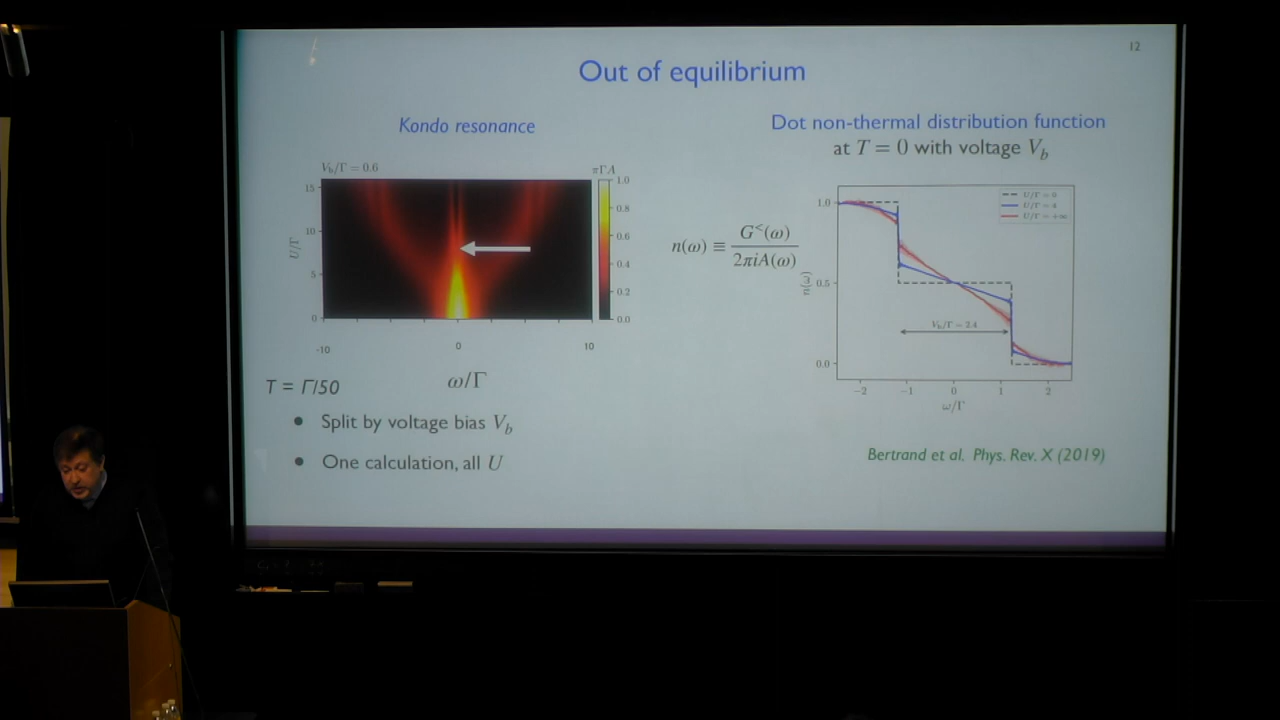 12
Out of equilibrium
Kondo resonance
V_b/Γ = 0.6
πΓA
U/Γ
15
10
5
0
1.0
0.8
0.6
0.4
0.2
0.0
-10
0
10
ω/Γ
T = Γ/50
• Split by voltage bias V_b
• One calculation, all U
Dot non-thermal distribution function
at T = 0 with voltage V_b
n(ω) ≡ G^<(ω) / 2πiA(ω)
n(ω)
1.0
0.5
0.0
U/Γ = 0
U/Γ = +∞
V_b/Γ = 2.4
−2
−1
0
1
2
ω/Γ
Bertrand et al, Phys. Rev. X (2019)